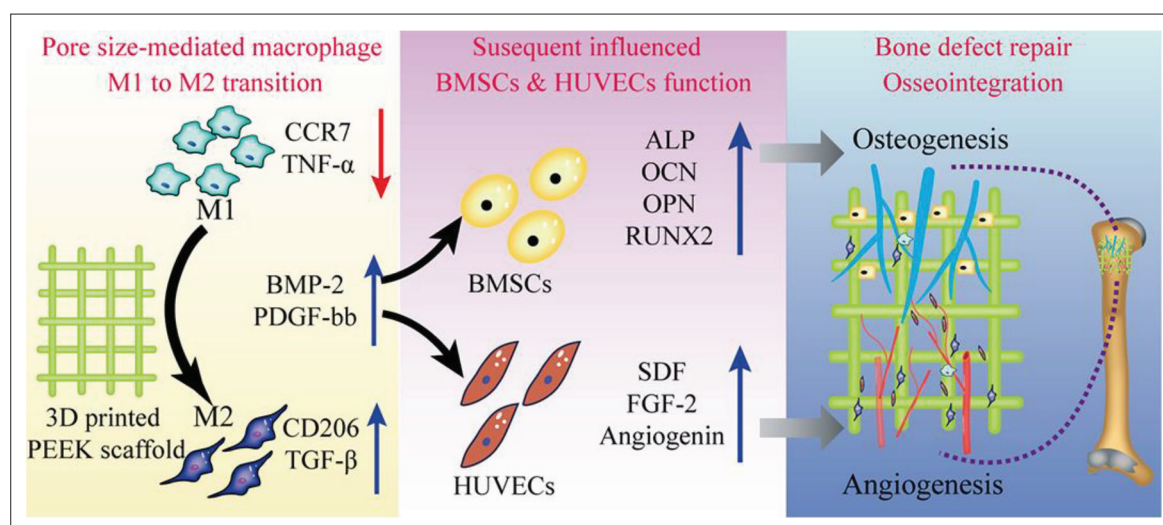 Pore size-mediated macrophage
M1 to M2 transition
CCR7
TNF-α
M1
BMP-2
PDGF-bb
3D printed
PEEK scaffold
M2
CD206
TGF-β
Susequent influenced
BMSCs & HUVECs function
ALP
OCN
OPN
RUNX2
BMSCs
SDF
FGF-2
Angiogenin
HUVECs
Bone defect repair
Osseointegration
Osteogenesis
Angiogenesis